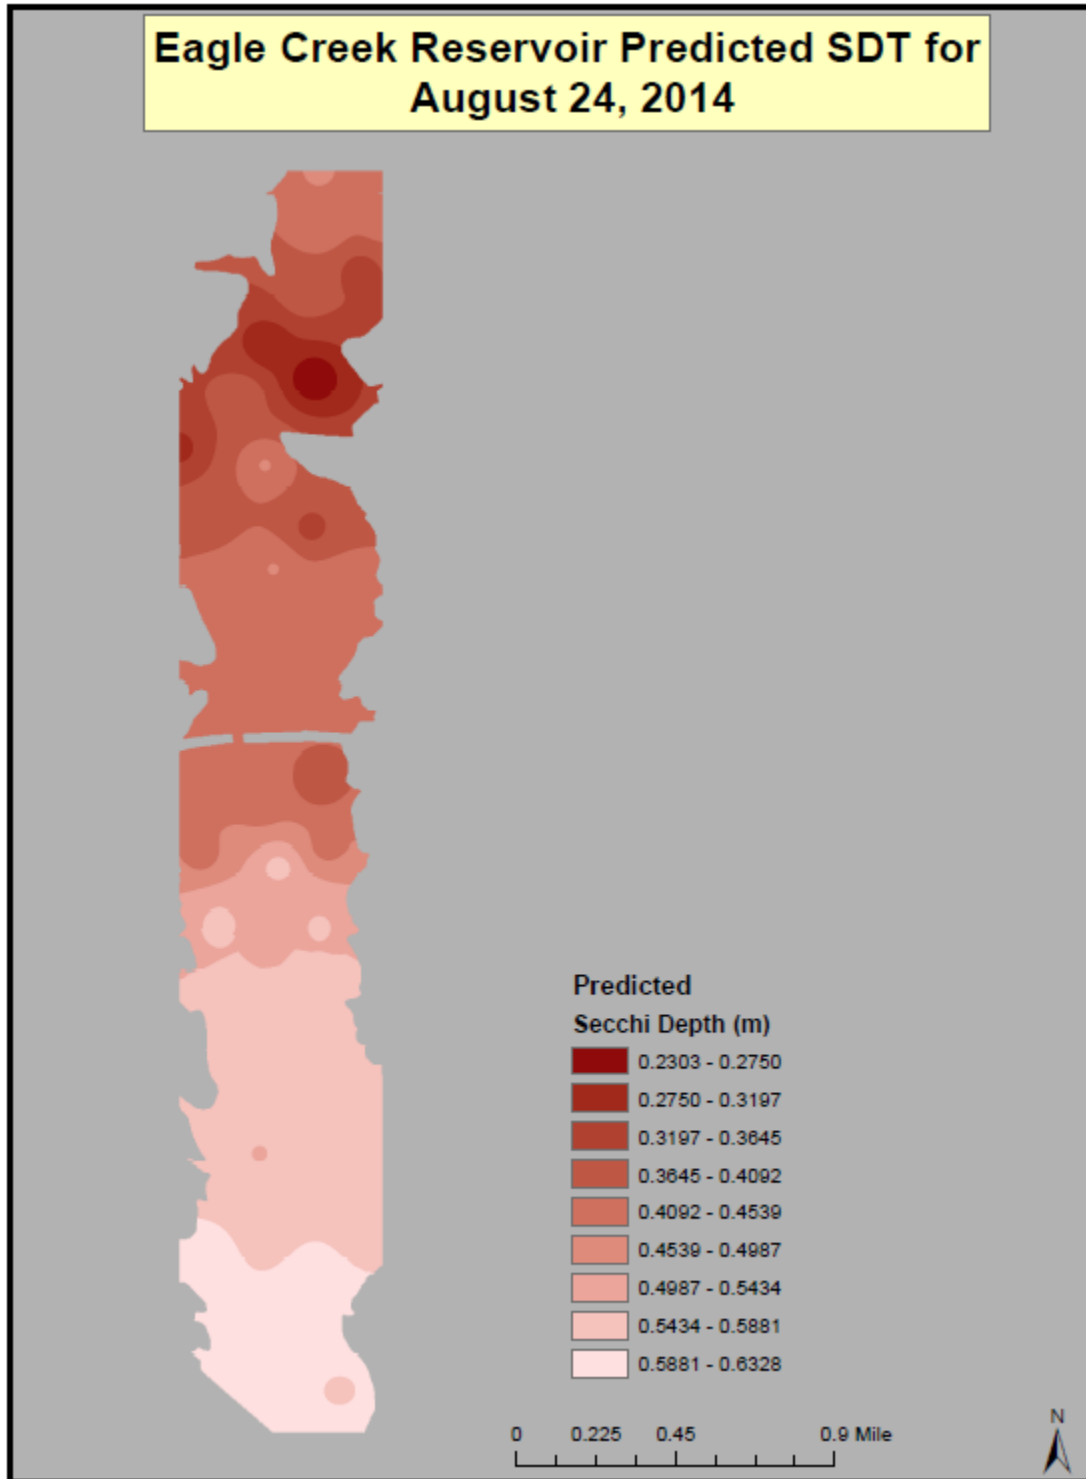 Eagle Creek Reservoir Predicted SDT for
August 24, 2014
Predicted
Secchi Depth (m)
0.2303 - 0.2750
0.2750 - 0.3197
0.3197 - 0.3645
0.3645 - 0.4092
0.4092 - 0.4539
0.4539 - 0.4987
0.4987 - 0.5434
0.5434 - 0.5881
0.5881 - 0.6328
0 0.225 0.45 0.9 Mile
N